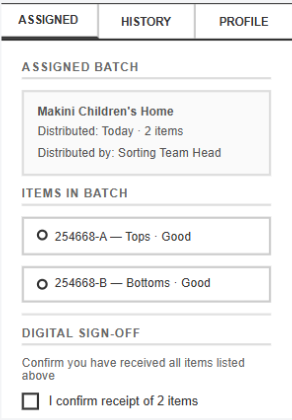 ASSIGNED HISTORY PROFILE
ASSIGNED BATCH
Makini Children's Home
Distributed: Today · 2 items
Distributed by: Sorting Team Head
ITEMS IN BATCH
254668-A — Tops · Good
254668-B — Bottoms · Good
DIGITAL SIGN-OFF
Confirm you have received all items listed
above
I confirm receipt of 2 items